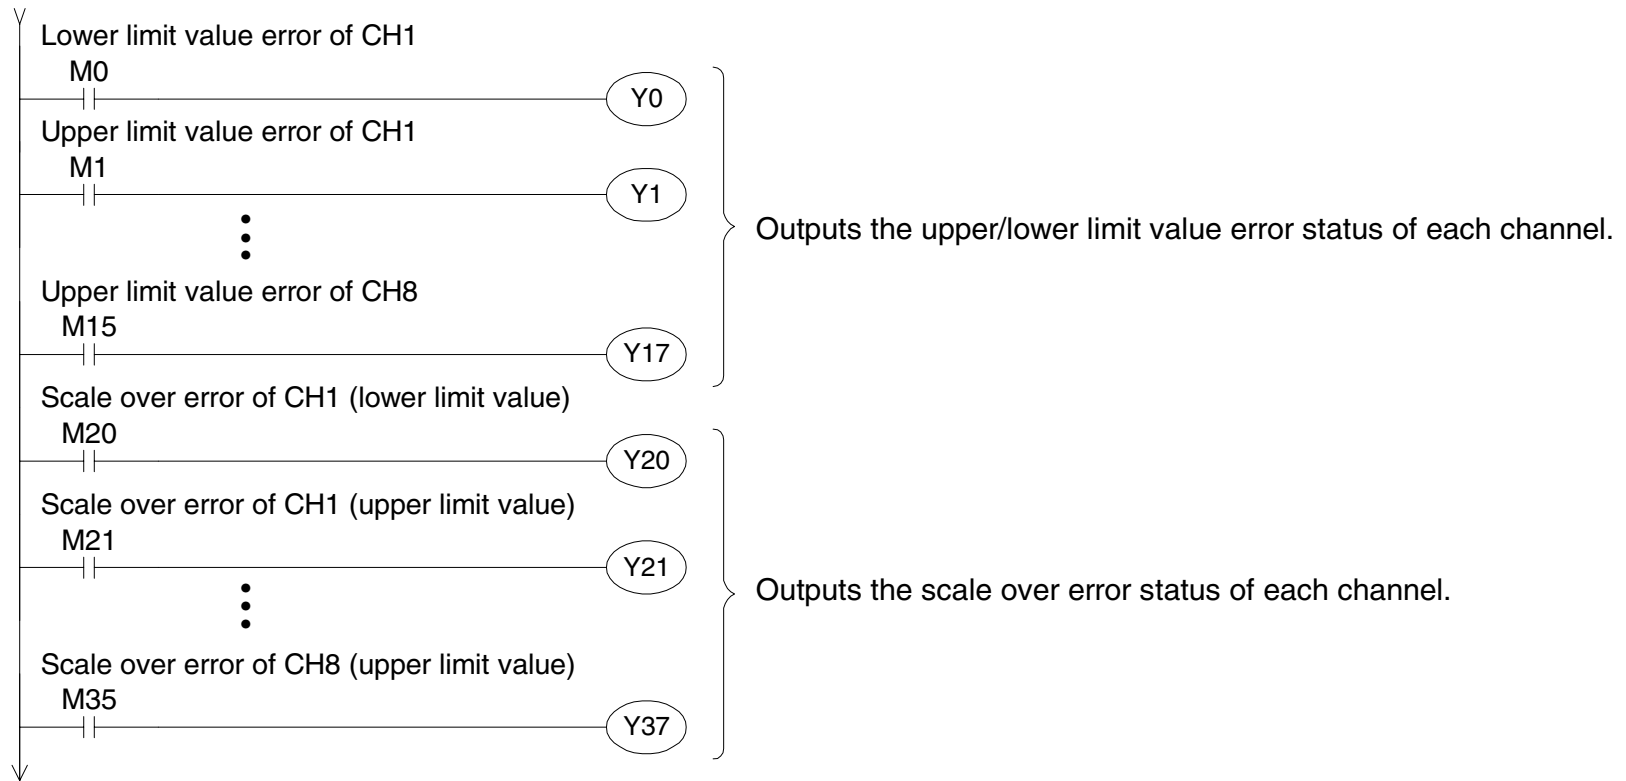 Lower limit value error of CH1
M0
Y0
Upper limit value error of CH1
M1
Y1
Outputs the upper/lower limit value error status of each channel.
Upper limit value error of CH8
M15
Y17
Scale over error of CH1 (lower limit value)
M20
Y20
Scale over error of CH1 (upper limit value)
M21
Y21
Outputs the scale over error status of each channel.
Scale over error of CH8 (upper limit value)
M35
Y37